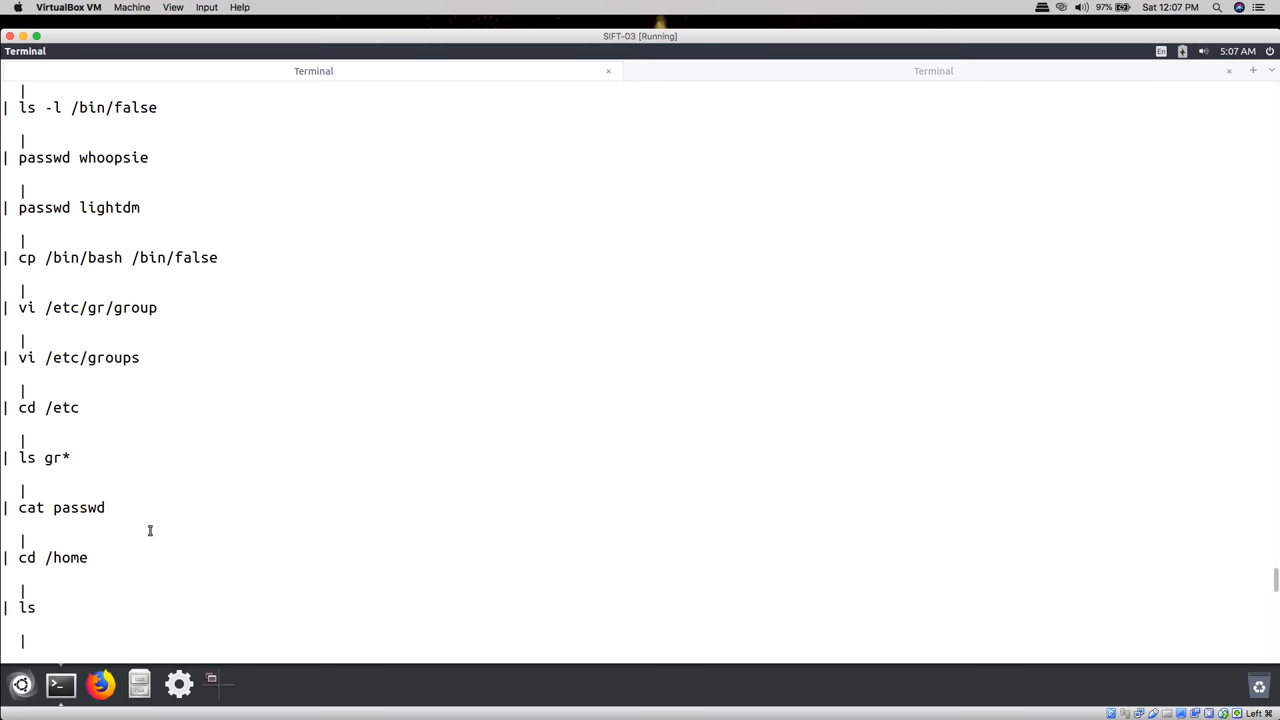 VirtualBox VM Machine View Input Help 97% Sat 12:07 PM
SIFT-03 [Running]
Terminal En 5:07 AM
Terminal × Terminal × +
|
| ls -l /bin/false
|
| passwd whoopsie
|
| passwd lightdm
|
| cp /bin/bash /bin/false
|
| vi /etc/gr/group
|
| vi /etc/groups
|
| cd /etc
|
| ls gr*
|
| cat passwd
|
| cd /home
|
| ls
|
Left ⌘